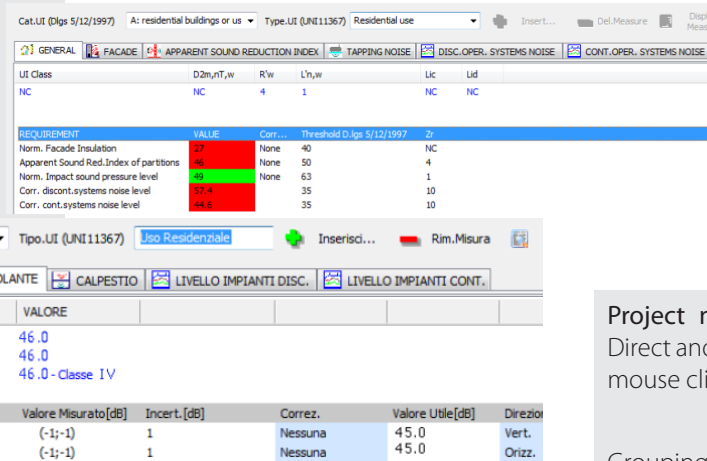 Cat.UI (Dlgs 5/12/1997) A: residential buildings or us Type.UI (UNI11367) Residential use Insert... Del.Measure
GENERAL FACADE APPARENT SOUND REDUCTION INDEX TAPPING NOISE DISC.OPER. SYSTEMS NOISE CONT.OPER. SYSTEMS NOISE
UI Class D2m,nT,w R'w L'n,w Lic Lid
NC NC 4 1 NC NC
REQUIREMENT VALUE Corr... Threshold D.lgs 5/12/1997 Zr
Norm. Facade Insulation 27 None 40 NC
Apparent Sound Red.Index of partitions 46 None 50 4
Norm. Impact sound pressure level 49 None 63 1
Corr. discont.systems noise level 57.4 35 10
Corr. cont.systems noise level 44.6 35 10
Tipo.UI (UNI11367) Uso Residenziale Inserisci... Rim.Misura
OLANTE CALPESTIO LIVELLO IMPIANTI DISC. LIVELLO IMPIANTI CONT.
VALORE
46.0
46.0
46.0 - Classe IV
Valore Misurato[dB] Incert.[dB] Correz. Valore Utile[dB] Direzion
(-1;-1) 1 Nessuna 45.0 Vert.
(-1;-1) 1 Nessuna 45.0 Orizz.
Project
Direct and
mouse cli
Grouping